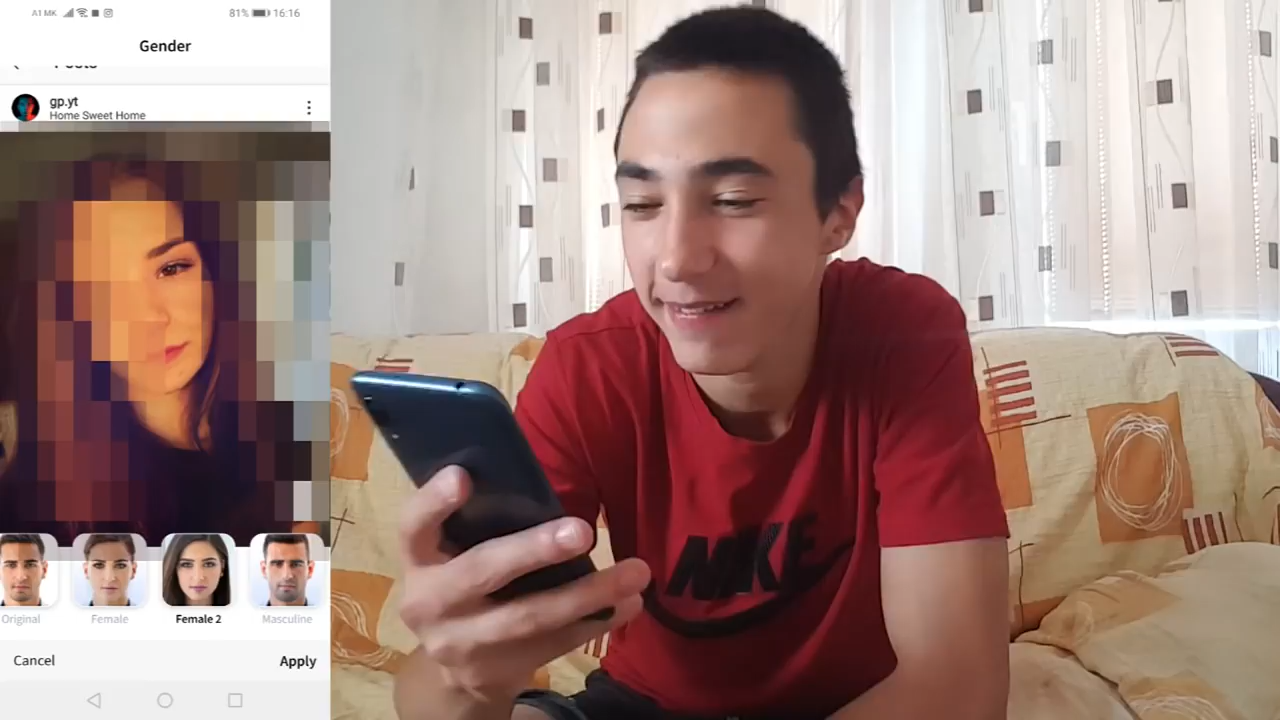 A1 MK
81% 16:16
Gender
Posts
gp.yt
Home Sweet Home
Original
Female
Female 2
Masculine
Cancel
Apply
NIKE